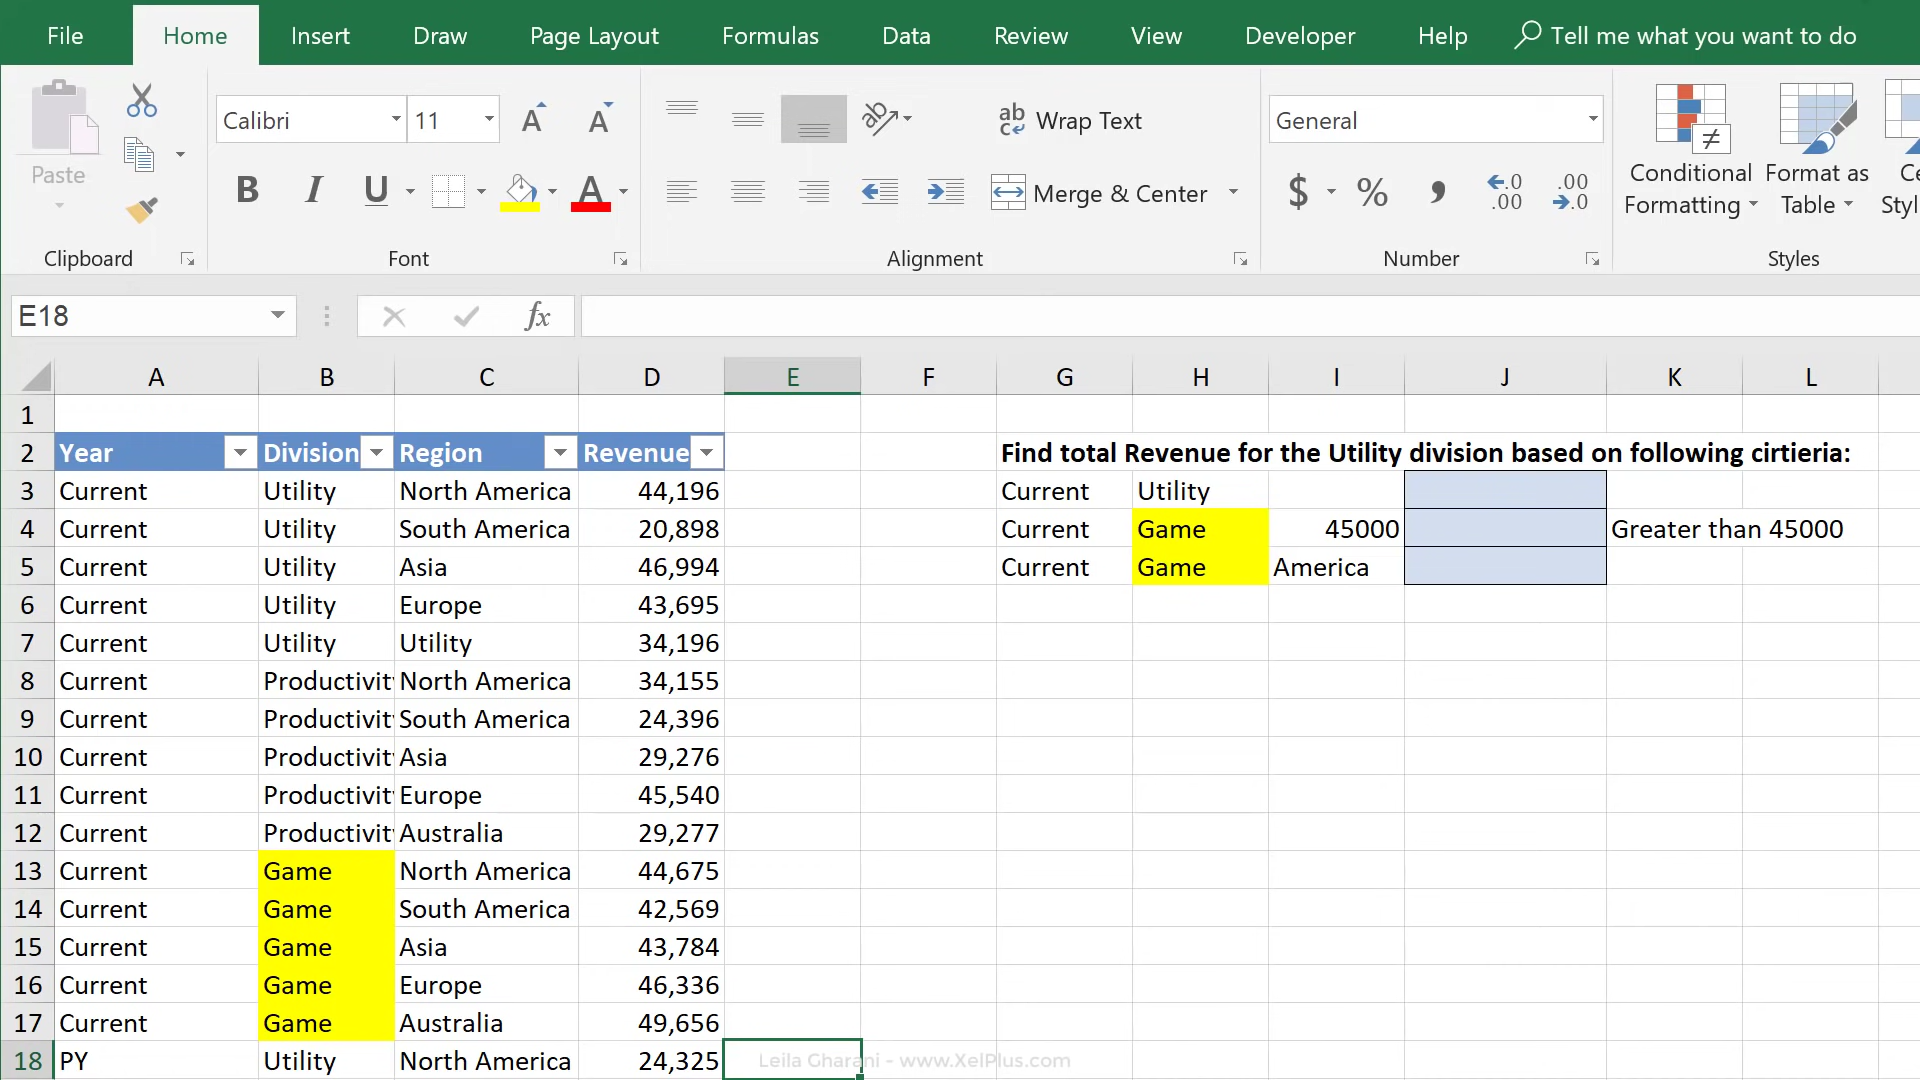 File Home Insert Draw Page Layout Formulas Data Review View Developer Help Tell me what you want to do
Paste
Calibri 11
Wrap Text
Merge & Center
General
$ %
Conditional Formatting
Format as Table
Clipboard Font Alignment Number Styles
E18 fx
A B C D E F G H I J K L
1
2 Year Division Region Revenue Find total Revenue for the Utility division based on following cirtieria:
3 Current Utility North America 44,196 Current Utility
4 Current Utility South America 20,898 Current Game 45000 Greater than 45000
5 Current Utility Asia 46,994 Current Game America
6 Current Utility Europe 43,695
7 Current Utility Utility 34,196
8 Current Productivit North America 34,155
9 Current Productivit South America 24,396
10 Current Productivit Asia 29,276
11 Current Productivit Europe 45,540
12 Current Productivit Australia 29,277
13 Current Game North America 44,675
14 Current Game South America 42,569
15 Current Game Asia 43,784
16 Current Game Europe 46,336
17 Current Game Australia 49,656
18 PY Utility North America 24,325 Leila Gharani - www.XelPlus.com